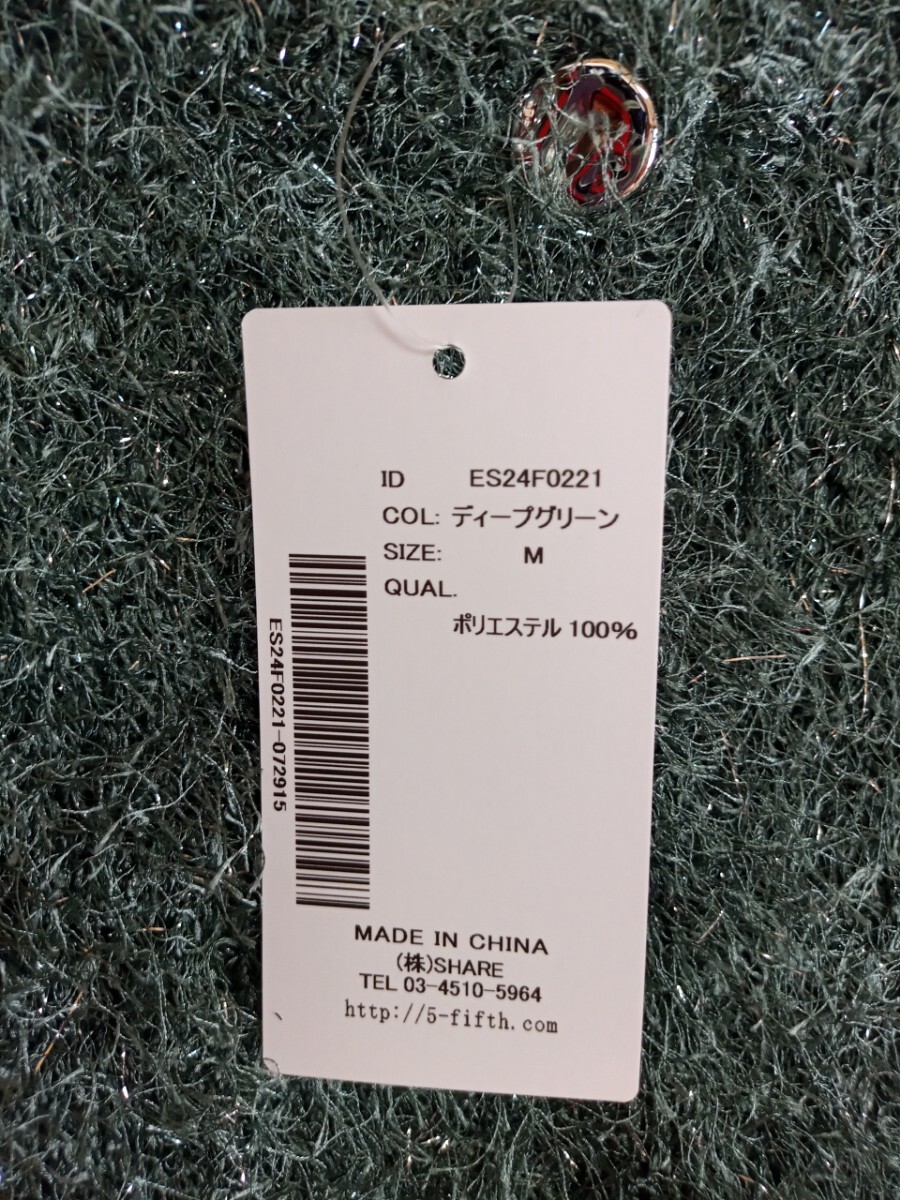 ID ES24F0221
COL: ディープグリーン
SIZE: M
QUAL.
ポリエステル 100%
ES24F0221-072915
MADE IN CHINA
(株)SHARE
TEL 03-4510-5964
http://5-fifth.com